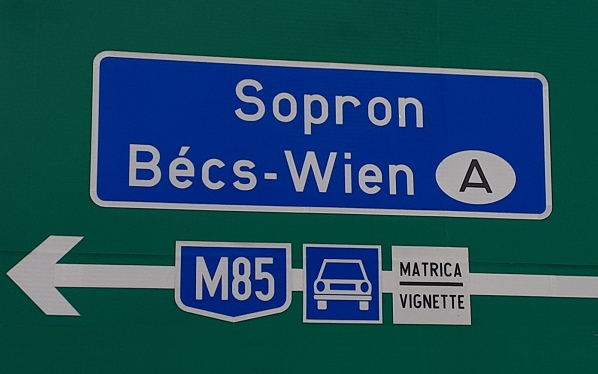 Sopron
Bécs-Wien A
M85
MATRICA
VIGNETTE